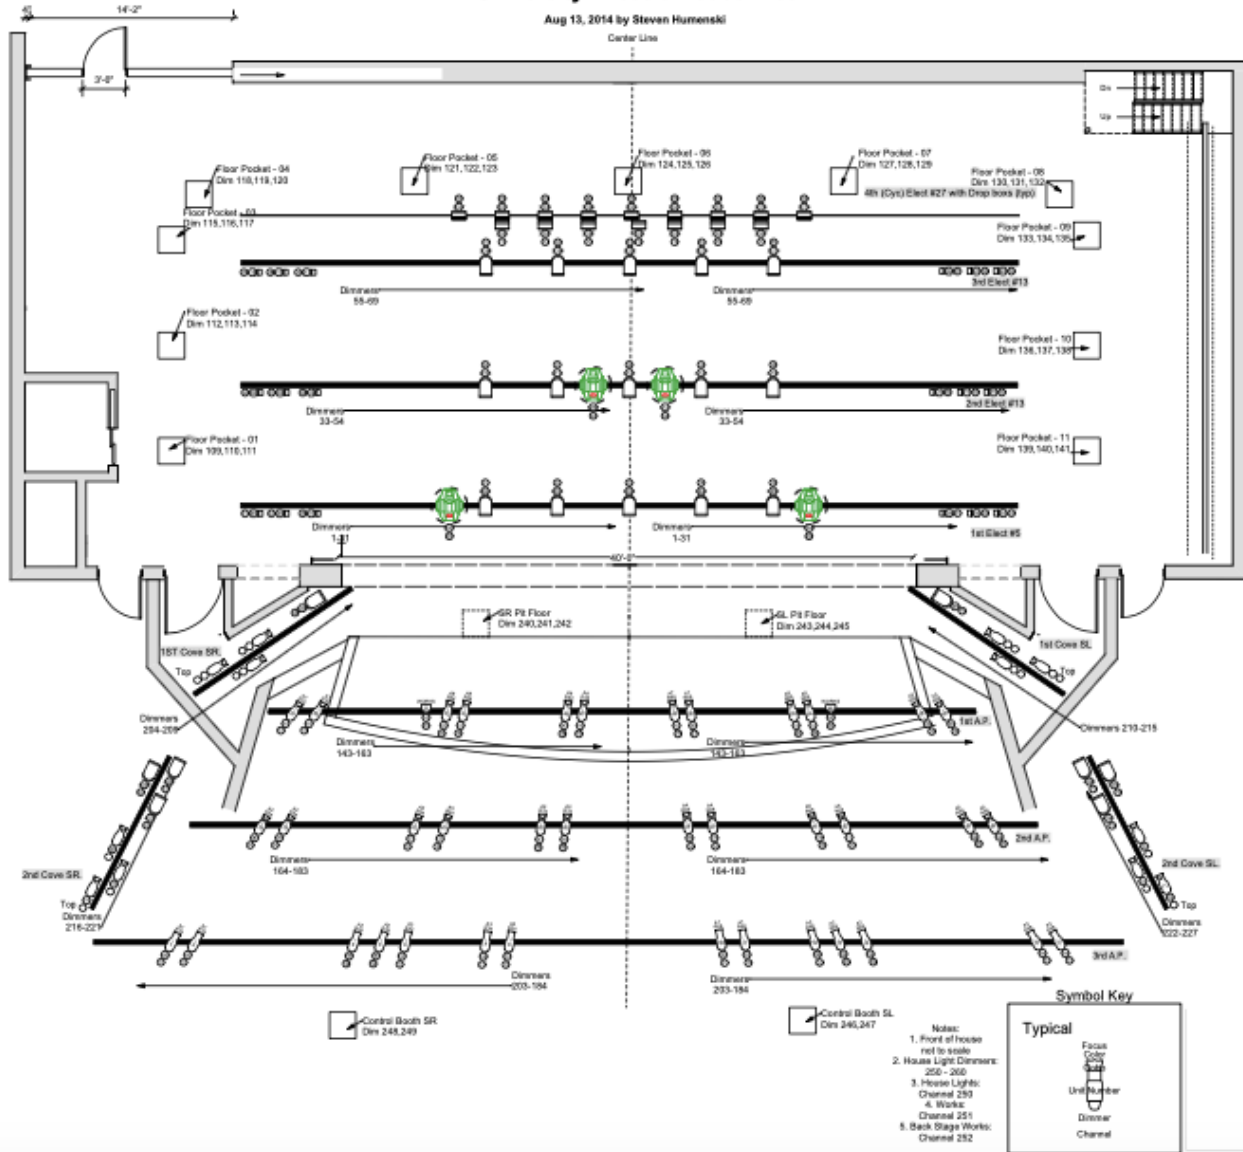 14'-2"
Aug 13, 2014 by Steven Humenski
Center Line
3'-0"
Dn
Up
Floor Pocket - 04
Dim 118,119,120
Floor Pocket - 05
Dim 121,122,123
Floor Pocket - 06
Dim 124,125,126
Floor Pocket - 07
Dim 127,128,129
Floor Pocket - 08
Dim 130,131,132
4th (Cyc) Elect #27 with Drop boxs (typ)
Floor Pocket - 03
Dim 115,116,117
Floor Pocket - 09
Dim 133,134,135
3rd Elect #13
Dimmers
55-69
Dimmers
55-69
Floor Pocket - 02
Dim 112,113,114
Floor Pocket - 10
Dim 136,137,138
2nd Elect #13
Dimmers
33-54
Dimmers
33-54
Floor Pocket - 01
Dim 109,110,111
Floor Pocket - 11
Dim 139,140,141
Dimmers
1-31
Dimmers
1-31
1st Elect #5
40'-0"
SR Pit Floor
Dim 240,241,242
SL Pit Floor
Dim 243,244,245
1ST Cove SR.
Top
1st Cove SL
Top
Dimmers
204-209
Dimmers 210-215
1st A.P.
Dimmers
143-163
Dimmers
143-163
2nd A.P.
Dimmers
164-183
Dimmers
164-183
2nd Cove SR.
Top
Dimmers
216-221
2nd Cove SL.
Top
Dimmers
222-227
3rd A.P.
Dimmers
203-184
Dimmers
203-184
Control Booth SR
Dim 248,249
Control Booth SL
Dim 246,247
Notes:
1. Front of house
not to scale
2. House Light Dimmers:
250 - 260
3. House Lights:
Channel 250
4. Works:
Channel 251
5. Back Stage Works:
Channel 252
Symbol Key
Typical
Focus
Color
Unit Number
Dimmer
Channel